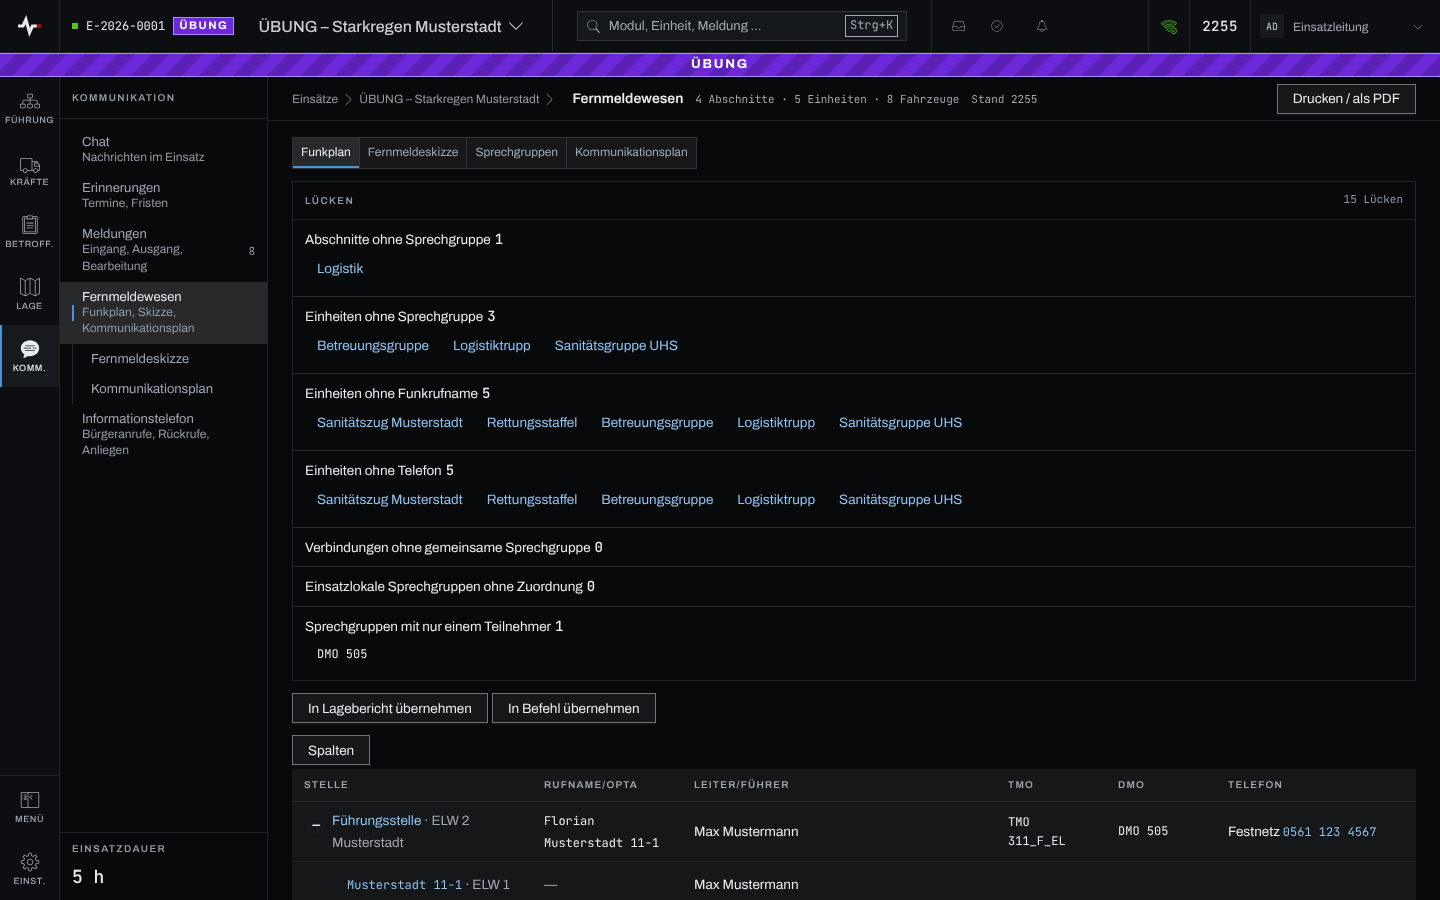 E-2026-0001 ÜBUNG ÜBUNG – Starkregen Musterstadt Modul, Einheit, Meldung ... Strg+K 2255 AD Einsatzleitung
ÜBUNG
FÜHRUNG
KRÄFTE
BETROFF.
LAGE
KOMM.
MENÜ
EINST.
KOMMUNIKATION
Chat
Nachrichten im Einsatz
Erinnerungen
Termine, Fristen
Meldungen
Eingang, Ausgang,
Bearbeitung
8
Fernmeldewesen
Funkplan, Skizze,
Kommunikationsplan
Fernmeldeskizze
Kommunikationsplan
Informationstelefon
Bürgeranrufe, Rückrufe,
Anliegen
EINSATZDAUER
5 h
Einsätze ÜBUNG – Starkregen Musterstadt Fernmeldewesen 4 Abschnitte · 5 Einheiten · 8 Fahrzeuge Stand 2255 Drucken / als PDF
Funkplan Fernmeldeskizze Sprechgruppen Kommunikationsplan
LÜCKEN 15 Lücken
Abschnitte ohne Sprechgruppe 1
Logistik
Einheiten ohne Sprechgruppe 3
Betreuungsgruppe Logistiktrupp Sanitätsgruppe UHS
Einheiten ohne Funkrufname 5
Sanitätszug Musterstadt Rettungsstaffel Betreuungsgruppe Logistiktrupp Sanitätsgruppe UHS
Einheiten ohne Telefon 5
Sanitätszug Musterstadt Rettungsstaffel Betreuungsgruppe Logistiktrupp Sanitätsgruppe UHS
Verbindungen ohne gemeinsame Sprechgruppe 0
Einsatzlokale Sprechgruppen ohne Zuordnung 0
Sprechgruppen mit nur einem Teilnehmer 1
DMO 505
In Lagebericht übernehmen In Befehl übernehmen
Spalten
STELLE RUFNAME/OPTA LEITER/FÜHRER TMO DMO TELEFON
– Führungsstelle · ELW 2
Musterstadt
Florian
Musterstadt 11-1
Max Mustermann
TMO
311_F_EL
DMO 505
Festnetz 0561 123 4567
Musterstadt 11-1 · ELW 1 — Max Mustermann